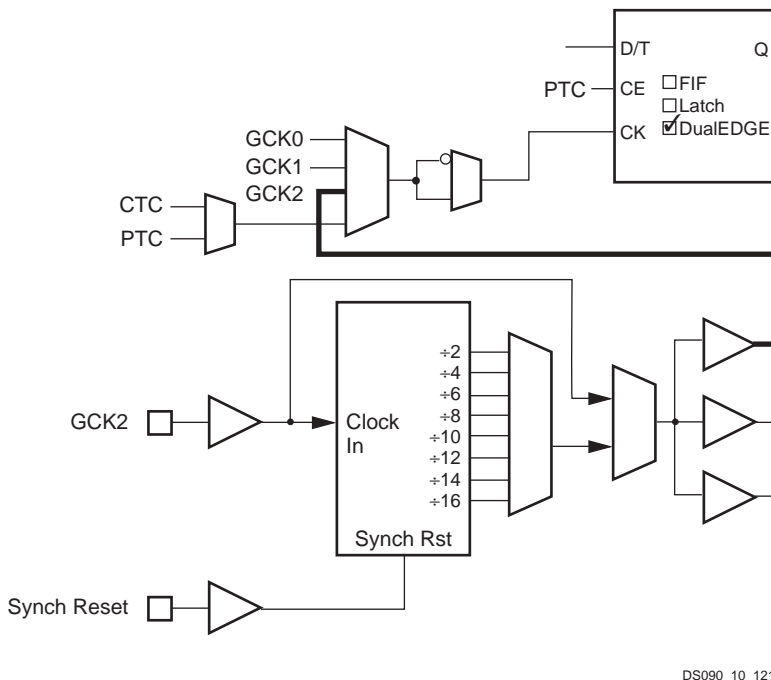 D/T
Q
PTC
CE
FIF
Latch
CK
DualEDGE
GCK0
GCK1
GCK2
CTC
PTC
÷2
÷4
÷6
÷8
÷10
÷12
÷14
÷16
GCK2
Clock
In
Synch Rst
Synch Reset
DS090_10_121